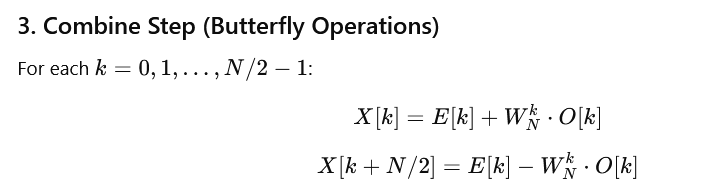 3. Combine Step (Butterfly Operations)
For each k = 0, 1, . . . , N/2 − 1:
X[k] = E[k] + W_N^k · O[k]
X[k + N/2] = E[k] − W_N^k · O[k]